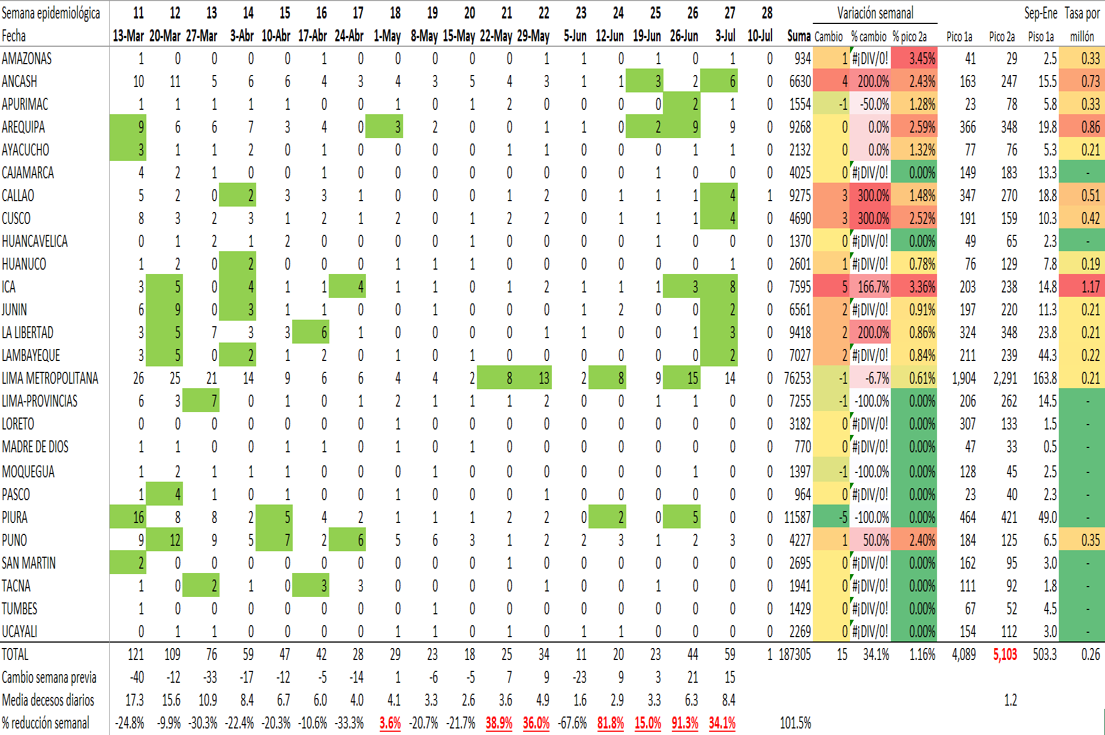 Semana epidemiológica 11 12 13 14 15 16 17 18 19 20 21 22 23 24 25 26 27 28 Variación semanal Sep-Ene Tasa por
Fecha 13-Mar 20-Mar 27-Mar 3-Abr 10-Abr 17-Abr 24-Abr 1-May 8-May 15-May 22-May 29-May 5-Jun 12-Jun 19-Jun 26-Jun 3-Jul 10-Jul Suma Cambio % cambio % pico 2a Pico 1a Pico 2a Piso 1a millón
AMAZONAS 1 0 0 0 0 1 0 0 0 0 0 1 1 0 1 0 1 0 934 1 #¡DIV/0! 3.45% 41 29 2.5 0.33
ANCASH 10 11 5 6 6 4 3 4 3 5 4 3 1 1 3 2 6 0 6630 4 200.0% 2.43% 163 247 15.5 0.73
APURIMAC 1 1 1 1 1 0 0 1 0 1 2 0 0 0 0 2 1 0 1554 -1 -50.0% 1.28% 23 78 5.8 0.33
AREQUIPA 9 6 6 7 3 4 0 3 2 0 0 1 1 0 2 9 9 0 9268 0 0.0% 2.59% 366 348 19.8 0.86
AYACUCHO 3 1 1 2 0 1 0 0 0 0 1 1 0 0 0 1 1 0 2132 0 0.0% 1.32% 77 76 5.3 0.21
CAJAMARCA 4 2 1 0 0 1 0 0 0 0 0 0 0 0 0 0 0 0 4025 0 #¡DIV/0! 0.00% 149 183 13.3 -
CALLAO 5 2 0 2 3 3 1 0 0 0 1 2 0 1 1 1 4 1 9275 3 300.0% 1.48% 347 270 18.8 0.51
CUSCO 8 3 2 3 1 2 1 2 0 1 2 2 0 1 1 1 4 0 4690 3 300.0% 2.52% 191 159 10.3 0.42
HUANCAVELICA 0 1 2 1 2 0 0 0 0 1 0 0 0 0 1 0 0 0 1370 0 #¡DIV/0! 0.00% 49 65 2.3 -
HUANUCO 1 2 0 2 0 0 0 1 1 1 0 0 0 0 0 0 1 0 2601 1 #¡DIV/0! 0.78% 76 129 7.8 0.19
ICA 3 5 0 4 1 1 4 1 1 0 1 2 1 1 1 3 8 0 7595 5 166.7% 3.36% 203 238 14.8 1.17
JUNIN 6 9 0 3 1 1 0 0 1 0 0 0 1 2 0 0 2 0 6561 2 #¡DIV/0! 0.91% 197 220 11.3 0.21
LA LIBERTAD 3 5 7 3 3 6 1 0 0 0 0 1 1 0 0 1 3 0 9418 2 200.0% 0.86% 324 348 23.8 0.21
LAMBAYEQUE 3 5 0 2 1 2 0 1 0 1 0 0 0 0 0 0 2 0 7027 2 #¡DIV/0! 0.84% 211 239 44.3 0.22
LIMA METROPOLITANA 26 25 21 14 9 6 6 4 4 2 8 13 2 8 9 15 14 0 76253 -1 -6.7% 0.61% 1,904 2,291 163.8 0.21
LIMA-PROVINCIAS 6 3 7 0 1 0 1 2 1 1 1 2 0 0 0 1 0 0 7255 -1 -100.0% 0.00% 206 262 14.5 -
LORETO 0 0 0 0 0 0 0 1 0 0 0 0 0 0 0 0 0 0 3182 0 #¡DIV/0! 0.00% 307 133 1.5 -
MADRE DE DIOS 1 1 0 0 1 1 0 1 0 1 0 0 0 0 0 0 0 0 770 0 #¡DIV/0! 0.00% 47 33 0.5 -
MOQUEGUA 1 2 1 1 1 0 0 0 1 0 0 0 0 0 0 1 0 0 1397 -1 -100.0% 0.00% 128 45 2.5 -
PASCO 1 4 1 0 1 0 0 1 0 0 0 1 0 0 0 0 0 0 964 0 #¡DIV/0! 0.00% 23 40 2.3 -
PIURA 16 8 8 2 5 4 2 1 1 1 2 2 0 2 0 5 0 0 11587 -5 -100.0% 0.00% 464 421 49.0 -
PUNO 9 12 9 5 7 2 6 5 6 3 1 2 2 3 1 2 3 0 4227 1 50.0% 2.40% 184 125 6.5 0.35
SAN MARTIN 2 0 0 0 0 0 0 0 0 0 1 0 0 0 0 0 0 0 2695 0 #¡DIV/0! 0.00% 162 95 3.0 -
TACNA 1 0 2 1 0 3 3 0 0 0 0 1 0 0 1 0 0 0 1941 0 #¡DIV/0! 0.00% 111 92 1.8 -
TUMBES 1 0 0 0 0 0 0 0 1 0 0 0 0 0 0 0 0 0 1429 0 #¡DIV/0! 0.00% 67 52 4.5 -
UCAYALI 0 1 1 0 0 0 0 1 1 0 1 0 1 1 0 0 0 0 2269 0 #¡DIV/0! 0.00% 154 112 3.0 -
TOTAL 121 109 76 59 47 42 28 29 23 18 25 34 11 20 23 44 59 1 187305 15 34.1% 1.16% 4,089 5,103 503.3 0.26
Cambio semana previa -40 -12 -33 -17 -12 -5 -14 1 -6 -5 7 9 -23 9 3 21 15
Media decesos diarios 17.3 15.6 10.9 8.4 6.7 6.0 4.0 4.1 3.3 2.6 3.6 4.9 1.6 2.9 3.3 6.3 8.4 1.2
% reducción semanal -24.8% -9.9% -30.3% -22.4% -20.3% -10.6% -33.3% 3.6% -20.7% -21.7% 38.9% 36.0% -67.6% 81.8% 15.0% 91.3% 34.1% 101.5%